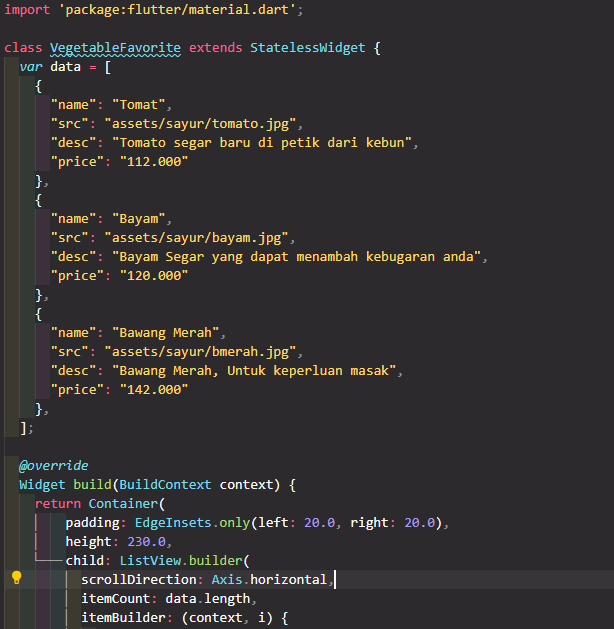 import 'package:flutter/material.dart';
class VegetableFavorite extends StatelessWidget {
var data = [
{
"name": "Tomat",
"src": "assets/sayur/tomato.jpg",
"desc": "Tomato segar baru di petik dari kebun",
"price": "112.000"
},
{
"name": "Bayam",
"src": "assets/sayur/bayam.jpg",
"desc": "Bayam Segar yang dapat menambah kebugaran anda",
"price": "120.000"
},
{
"name": "Bawang Merah",
"src": "assets/sayur/bmerah.jpg",
"desc": "Bawang Merah, Untuk keperluan masak",
"price": "142.000"
},
];
@override
Widget build(BuildContext context) {
return Container(
padding: EdgeInsets.only(left: 20.0, right: 20.0),
height: 230.0,
child: ListView.builder(
scrollDirection: Axis.horizontal,
itemCount: data.length,
itemBuilder: (context, i) {